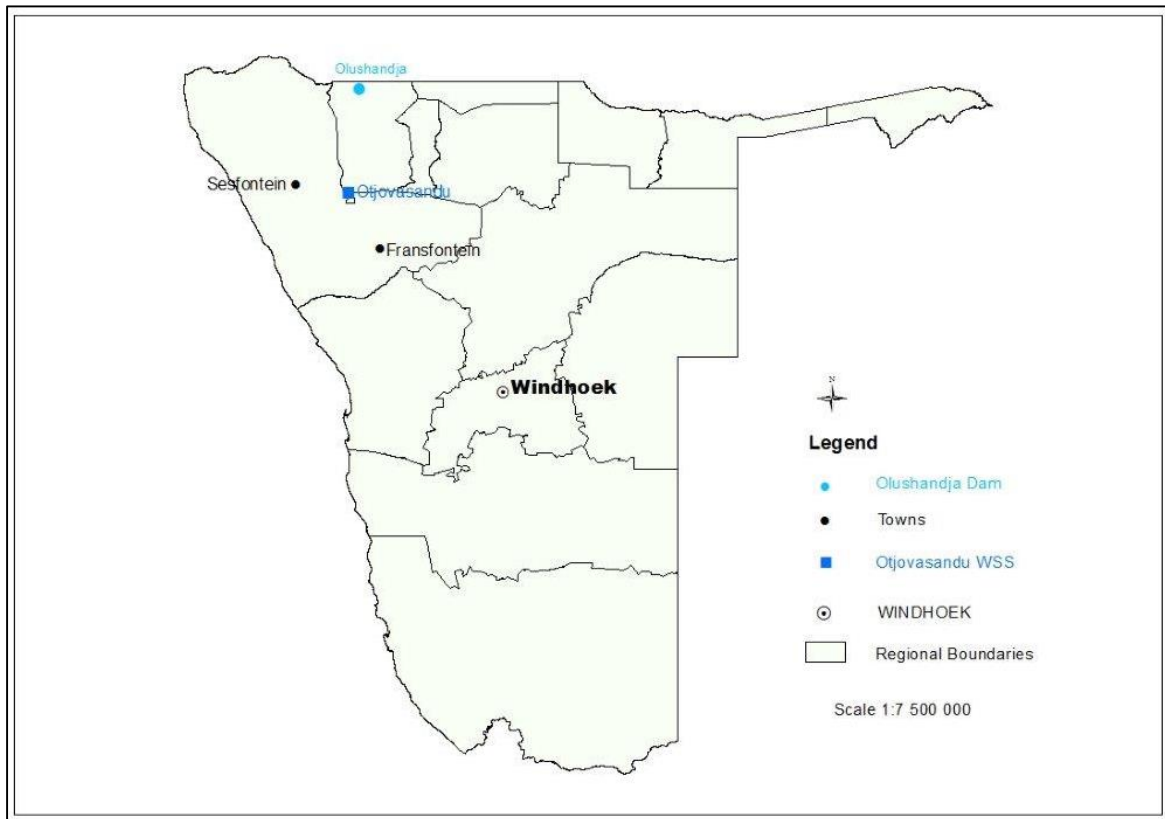 Olushandja
Sesfontein
Otjovasandu
Fransfontein
Windhoek
N
Legend
Olushandja Dam
Towns
Otjovasandu WSS
WINDHOEK
Regional Boundaries
Scale 1:7 500 000